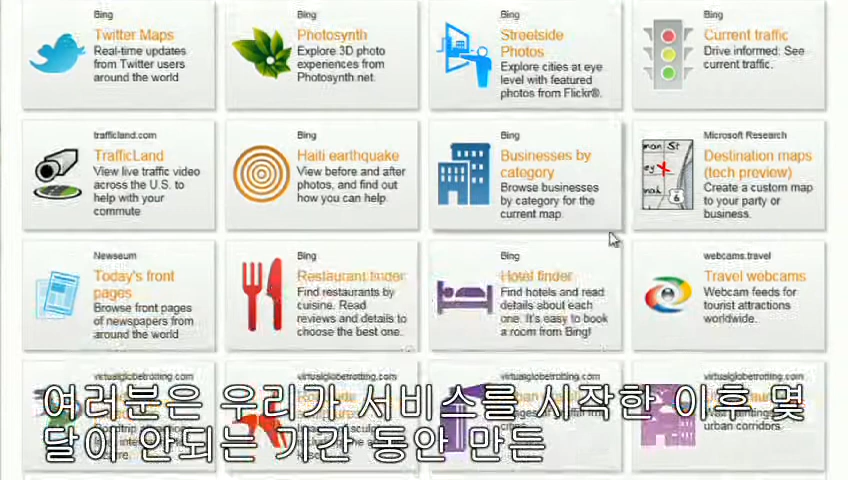 Bing
Twitter Maps
Real-time updates
from Twitter users
around the world
Bing
Photosynth
Explore 3D photo
experiences from
Photosynth.net.
Bing
Streetside
Photos
Explore cities at eye
level with featured
photos from Flickr®.
Bing
Current traffic
Drive informed: See
current traffic.
trafficland.com
TrafficLand
View live traffic video
across the U.S. to
help with your
commute
Bing
Haiti earthquake
View before and after
photos, and find out
how you can help.
Bing
Businesses by
category
Browse businesses
by category for the
current map.
Microsoft Research
Destination maps
(tech preview)
Create a custom map
to your party or
business.
Newseum
Today's front
pages
Browse front pages
of newspapers from
around the world
Bing
Restaurant finder
Find restaurants by
cuisine. Read
reviews and details to
choose the best one.
Bing
Hotel finder
Find hotels and read
details about each
one. It's easy to book
a room from Bing!
webcams.travel
Travel webcams
Webcam feeds for
tourist attractions
worldwide.
virtualglobetrotting.com
virtualglobetrotting.com
virtualglobetrotting.com
virtualglobetrotting.com
urban corridors.
여러분은 우리가 서비스를 시작한 이후 몇
달이 안되는 기간 동안 만든